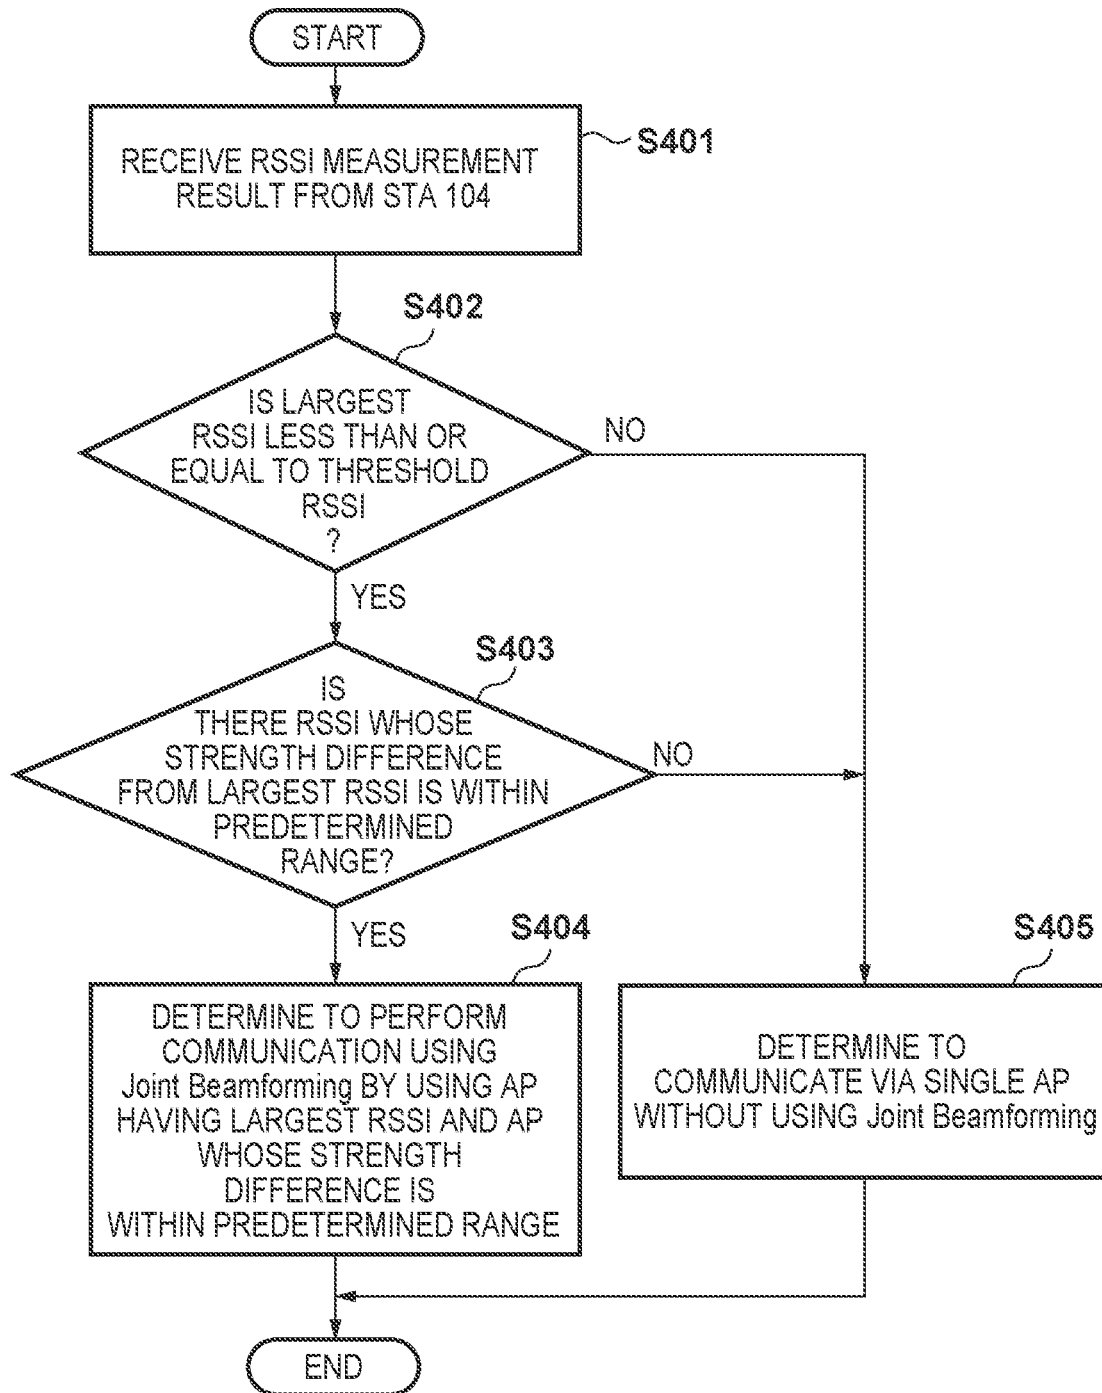 START
RECEIVE RSSI MEASUREMENT
RESULT FROM STA 104
S401
S402
IS LARGEST
RSSI LESS THAN OR
EQUAL TO THRESHOLD
RSSI
?
NO
YES
S403
IS
THERE RSSI WHOSE
STRENGTH DIFFERENCE
FROM LARGEST RSSI IS WITHIN
PREDETERMINED
RANGE?
NO
YES
S404
DETERMINE TO PERFORM
COMMUNICATION USING
Joint Beamforming BY USING AP
HAVING LARGEST RSSI AND AP
WHOSE STRENGTH
DIFFERENCE IS
WITHIN PREDETERMINED RANGE
S405
DETERMINE TO
COMMUNICATE VIA SINGLE AP
WITHOUT USING Joint Beamforming
END